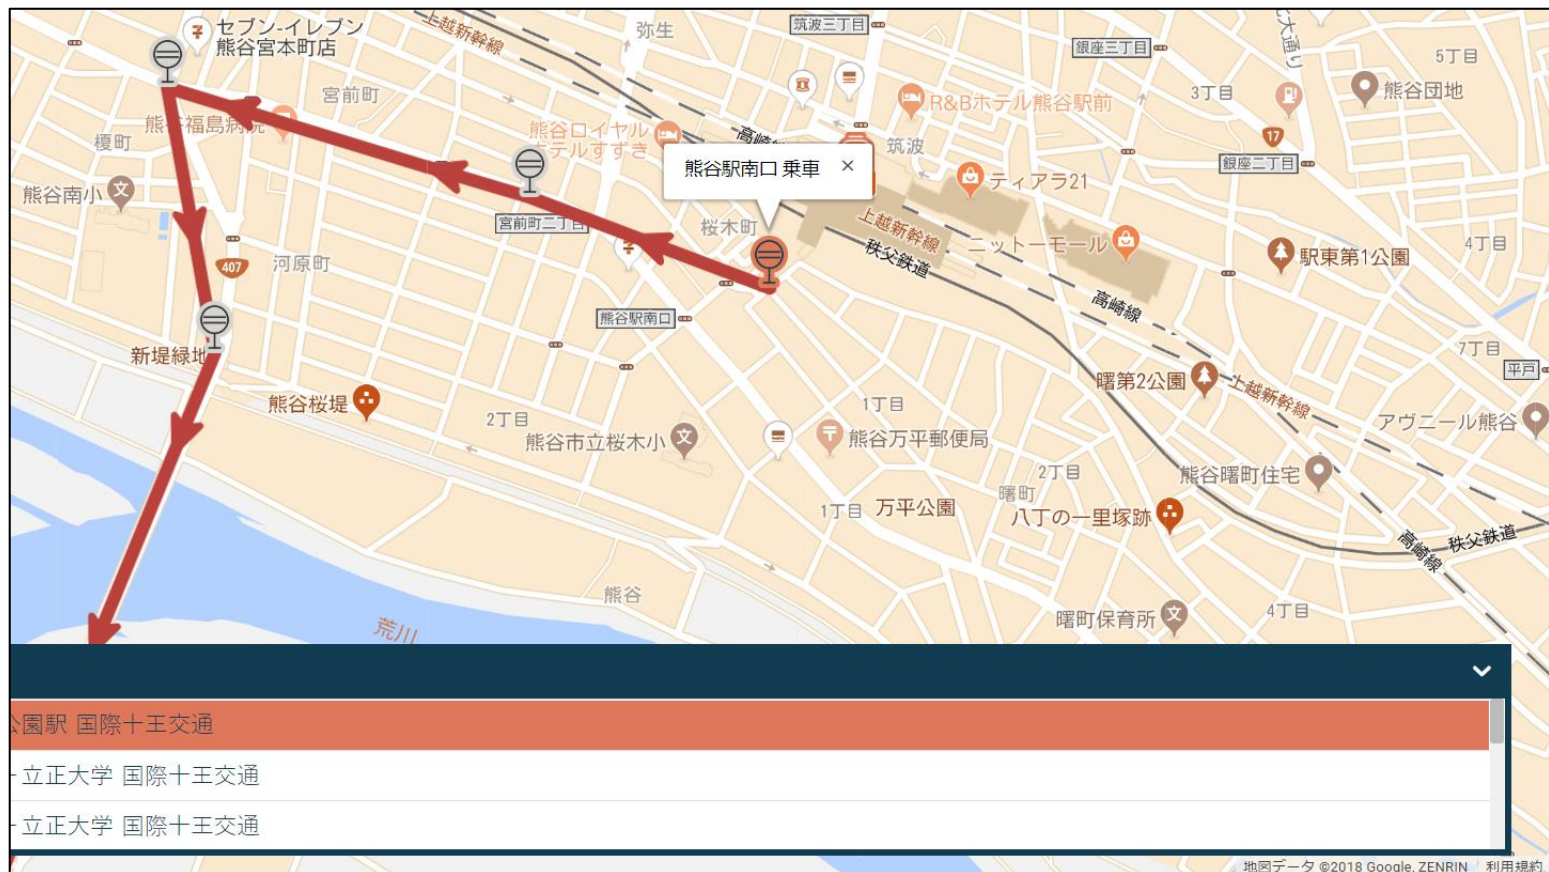 セブン-イレブン
熊谷宮本町店
上越新幹線
弥生
筑波三丁目
銀座三丁目
北大通り
5丁目
熊谷団地
3丁目
宮前町
熊谷福島病院
榎町
熊谷ロイヤル
ホテルすずき
高崎線
R&Bホテル熊谷駅前
筑波
17
銀座二丁目
熊谷駅南口 乗車 ×
ティアラ21
熊谷南小
宮前町二丁目
桜木町
上越新幹線
秩父鉄道
ニットーモール
駅東第1公園
4丁目
407
河原町
高崎線
熊谷駅南口
新堤緑地
7丁目
平戸
曙第2公園
上越新幹線
熊谷桜堤
2丁目
1丁目
アヴニール熊谷
熊谷市立桜木小
熊谷万平郵便局
2丁目
曙町
熊谷曙町住宅
1丁目
万平公園
八丁の一里塚跡
高崎線
秩父鉄道
熊谷
荒川
曙町保育所
4丁目
公園駅 国際十王交通
立正大学 国際十王交通
立正大学 国際十王交通
地図データ ©2018 Google, ZENRIN
利用規約